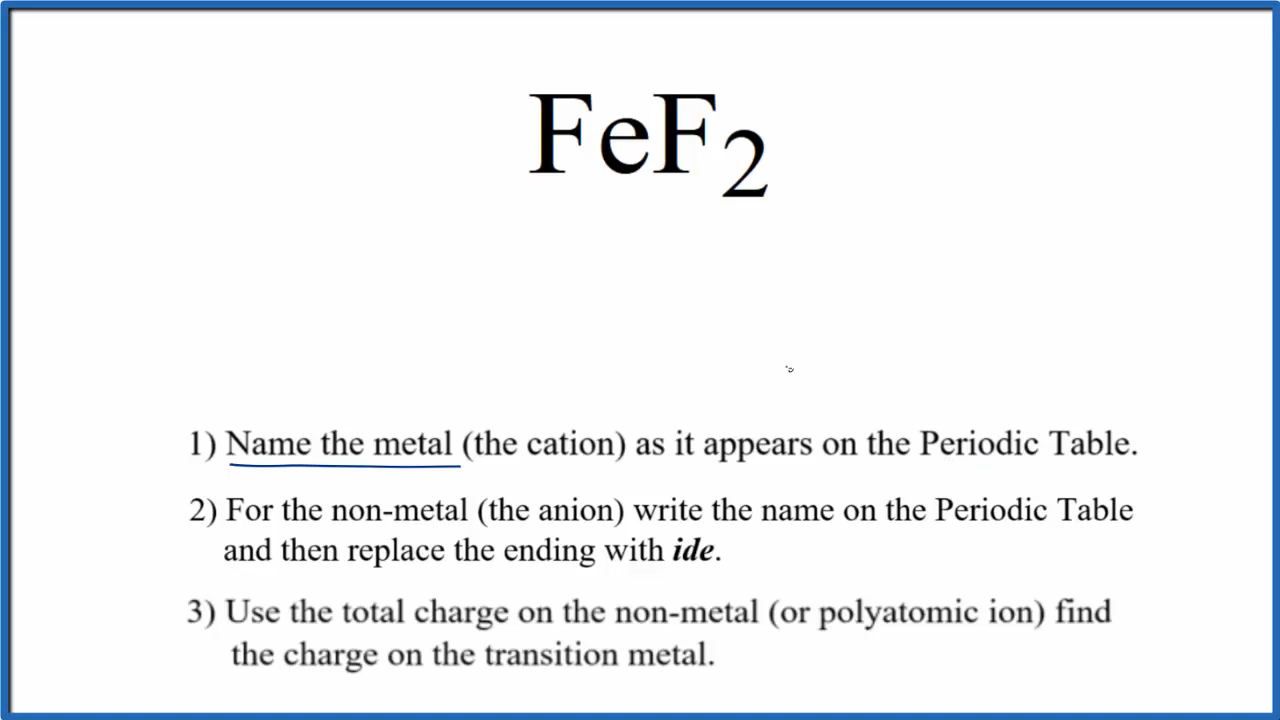 FeF₂
1) Name the metal (the cation) as it appears on the Periodic Table.
2) For the non-metal (the anion) write the name on the Periodic Table
and then replace the ending with ide.
3) Use the total charge on the non-metal (or polyatomic ion) find
the charge on the transition metal.